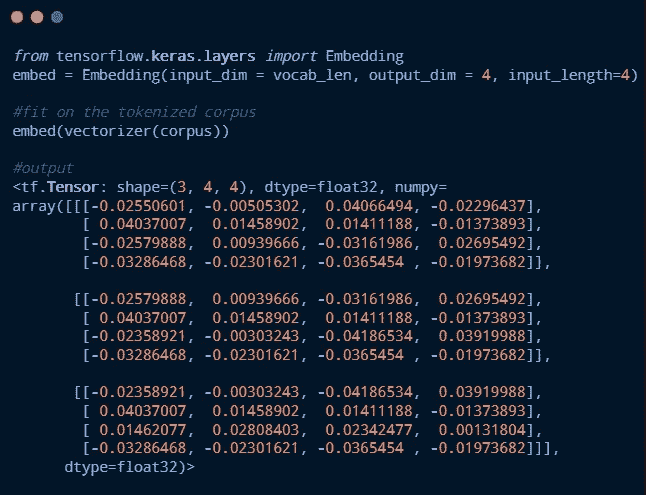 from tensorflow.keras.layers import Embedding
embed = Embedding(input_dim = vocab_len, output_dim = 4, input_length=4)
#fit on the tokenized corpus
embed(vectorizer(corpus))
#output
<tf.Tensor: shape=(3, 4, 4), dtype=float32, numpy=
array([[[-0.02550601, -0.00505302,  0.04066494, -0.02296437],
        [ 0.04037007,  0.01458902,  0.01411188, -0.01373893],
        [-0.02579888,  0.00939666, -0.03161986,  0.02695492],
        [-0.03286468, -0.02301621, -0.0365454 , -0.01973682]],
       [[-0.02579888,  0.00939666, -0.03161986,  0.02695492],
        [ 0.04037007,  0.01458902,  0.01411188, -0.01373893],
        [-0.02358921, -0.00303243, -0.04186534,  0.03919988],
        [-0.03286468, -0.02301621, -0.0365454 , -0.01973682]],
       [[-0.02358921, -0.00303243, -0.04186534,  0.03919988],
        [ 0.04037007,  0.01458902,  0.01411188, -0.01373893],
        [ 0.01462077,  0.02808403,  0.02342477,  0.00131804],
        [-0.03286468, -0.02301621, -0.0365454 , -0.01973682]]],
      dtype=float32)>